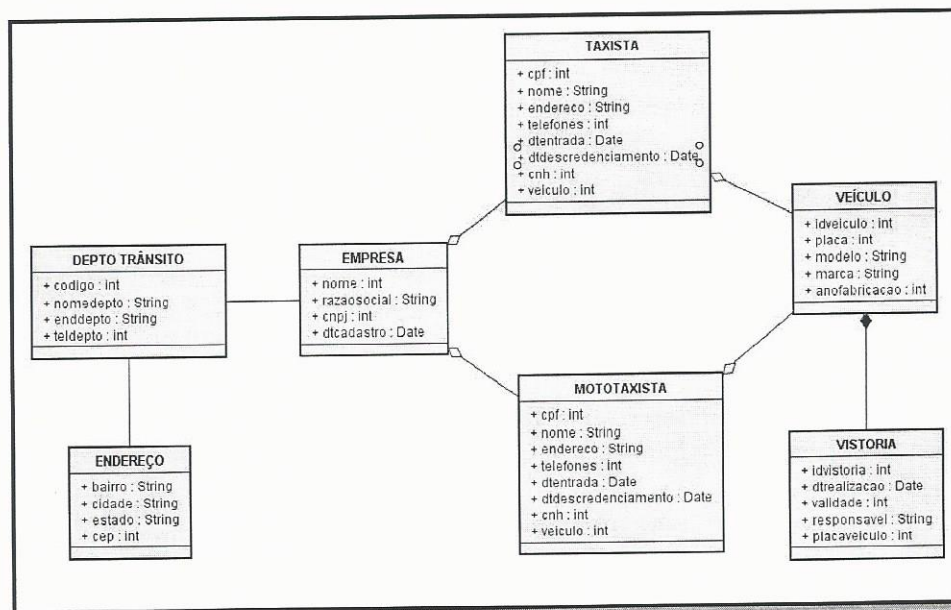 TAXISTA
+ cpf : int
+ nome : String
+ endereco : String
+ telefones : int
+ dtentrada : Date
+ dtdescredenciamento : Date
+ cnh : int
+ veiculo : int
VEÍCULO
+ idveiculo : int
+ placa : int
+ modelo : String
+ marca : String
+ anofabricacao : int
DEPTO TRÂNSITO
+ codigo : int
+ nomedepto : String
+ enddepto : String
+ teldepto : int
EMPRESA
+ nome : int
+ razaosocial : String
+ cnpj : int
+ dtcadastro : Date
MOTOTAXISTA
+ cpf : int
+ nome : String
+ endereco : String
+ telefones : int
+ dtentrada : Date
+ dtdescredenciamento : Date
+ cnh : int
+ veiculo : int
ENDEREÇO
+ bairro : String
+ cidade : String
+ estado : String
+ cep : int
VISTORIA
+ idvistoria : int
+ dtrealizacao : Date
+ validade : int
+ responsavel : String
+ placaveiculo : int